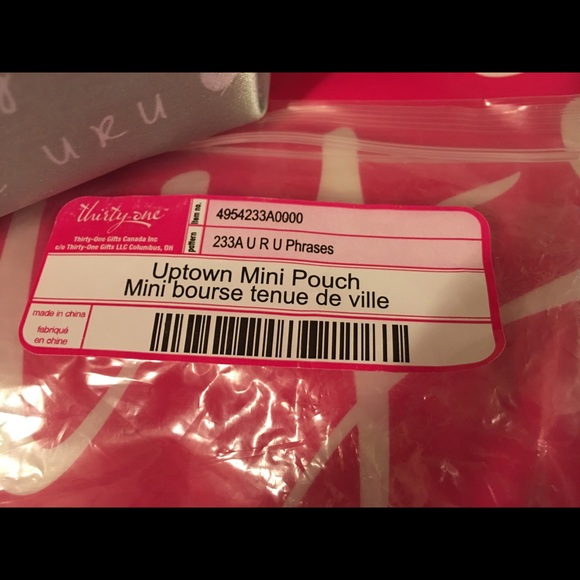 U R U
thirty-one
Thirty-One Gifts Canada Inc
c/o Thirty-One Gifts LLC Columbus, OH
item no.
4954233A0000
pattern
233A U R U Phrases
Uptown Mini Pouch
Mini bourse tenue de ville
made in china
fabriqué
en chine